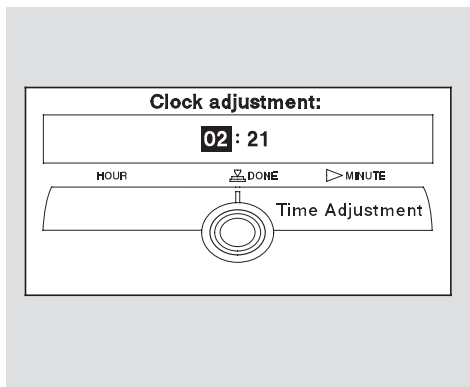 Clock adjustment:
02 : 21
HOUR DONE MINUTE
Time Adjustment